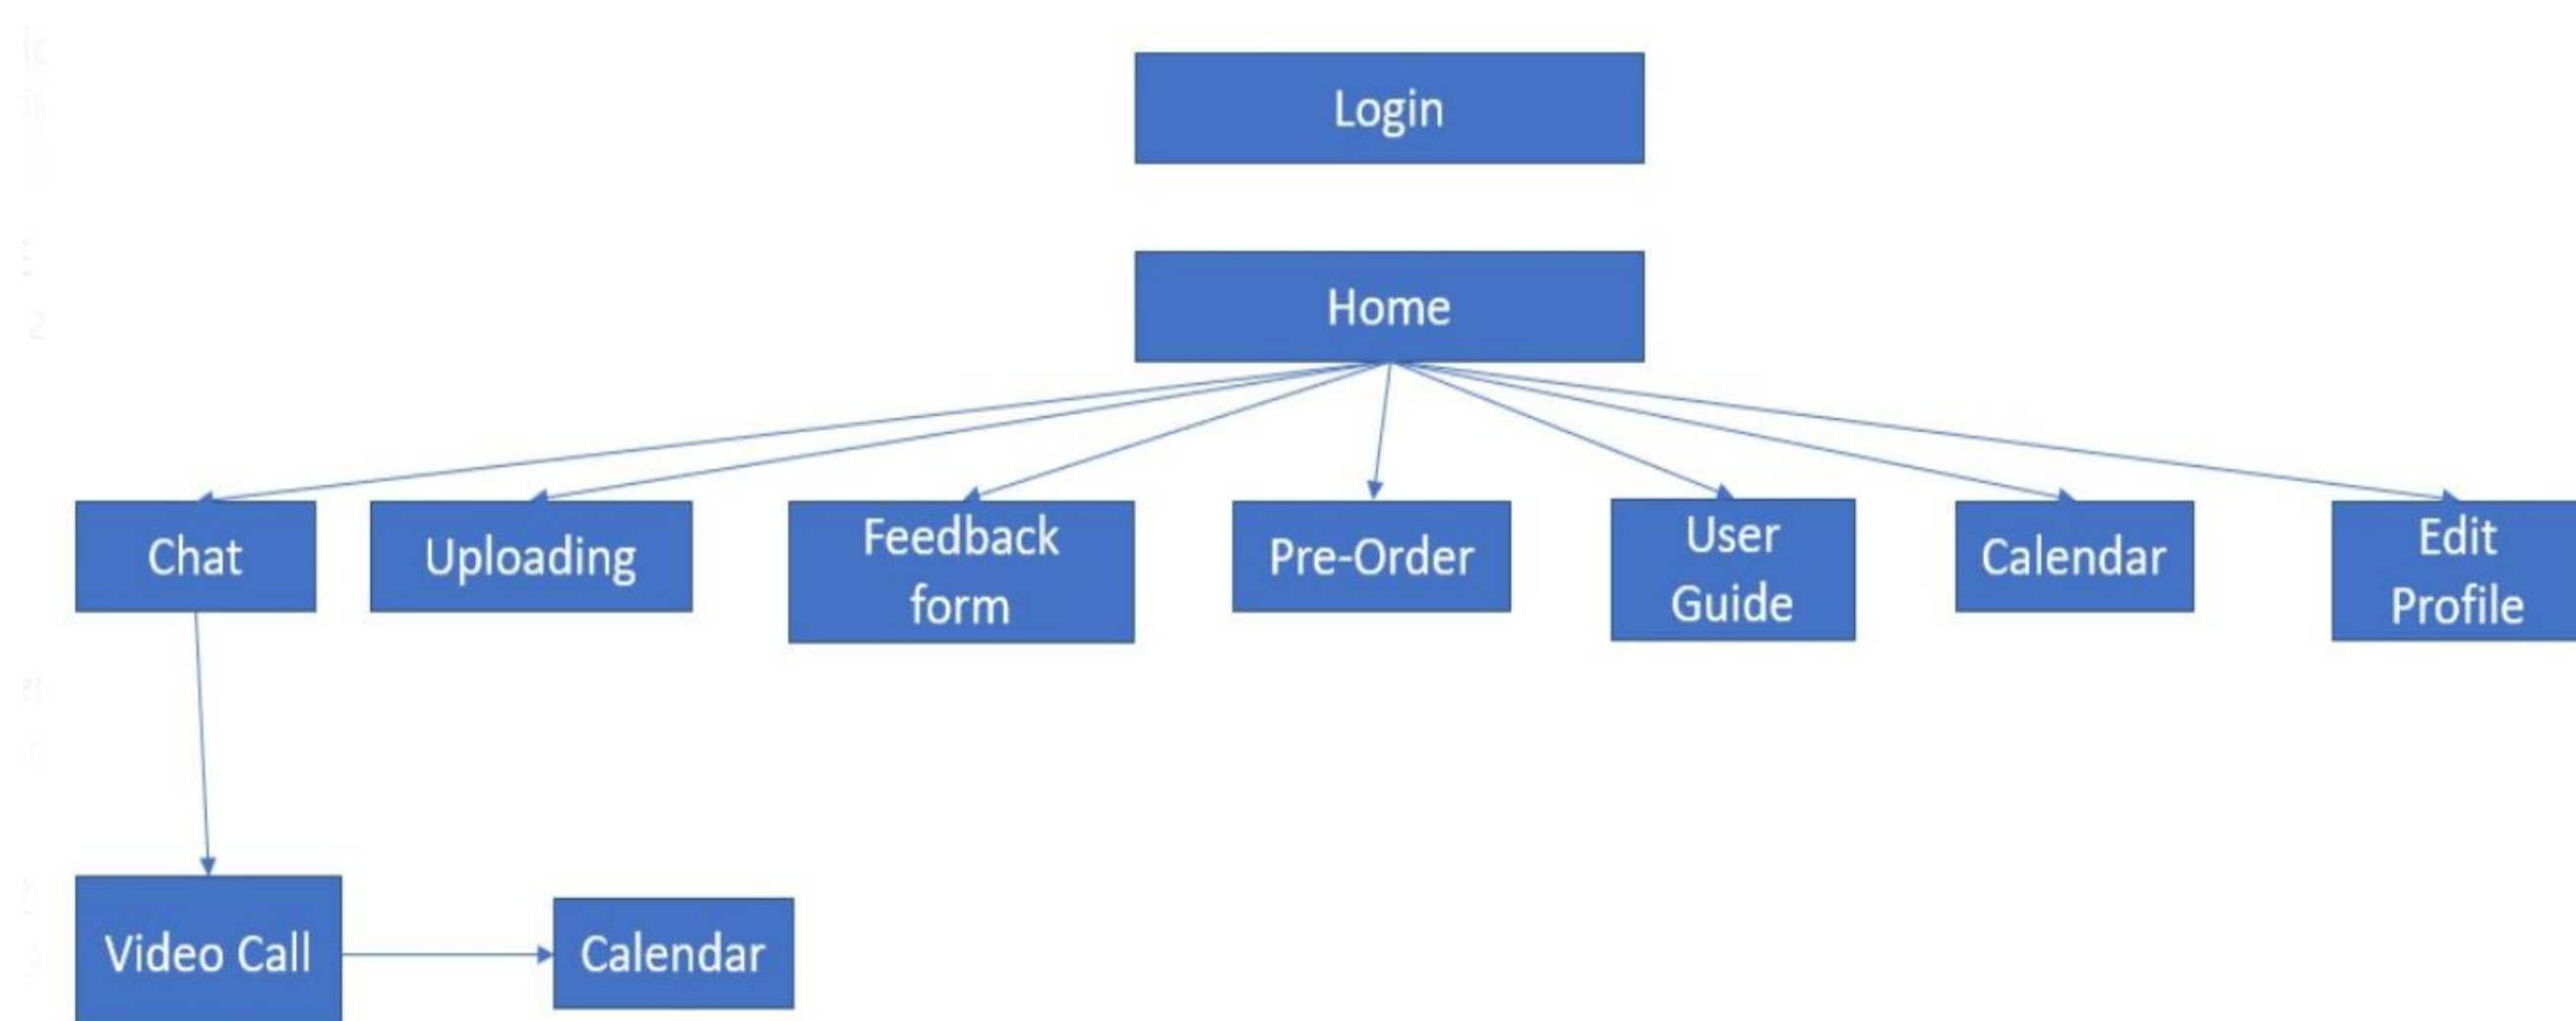 Login
Home
Chat
Uploading
Feedback
form
Pre-Order
User
Guide
Calendar
Edit
Profile
Video Call
Calendar